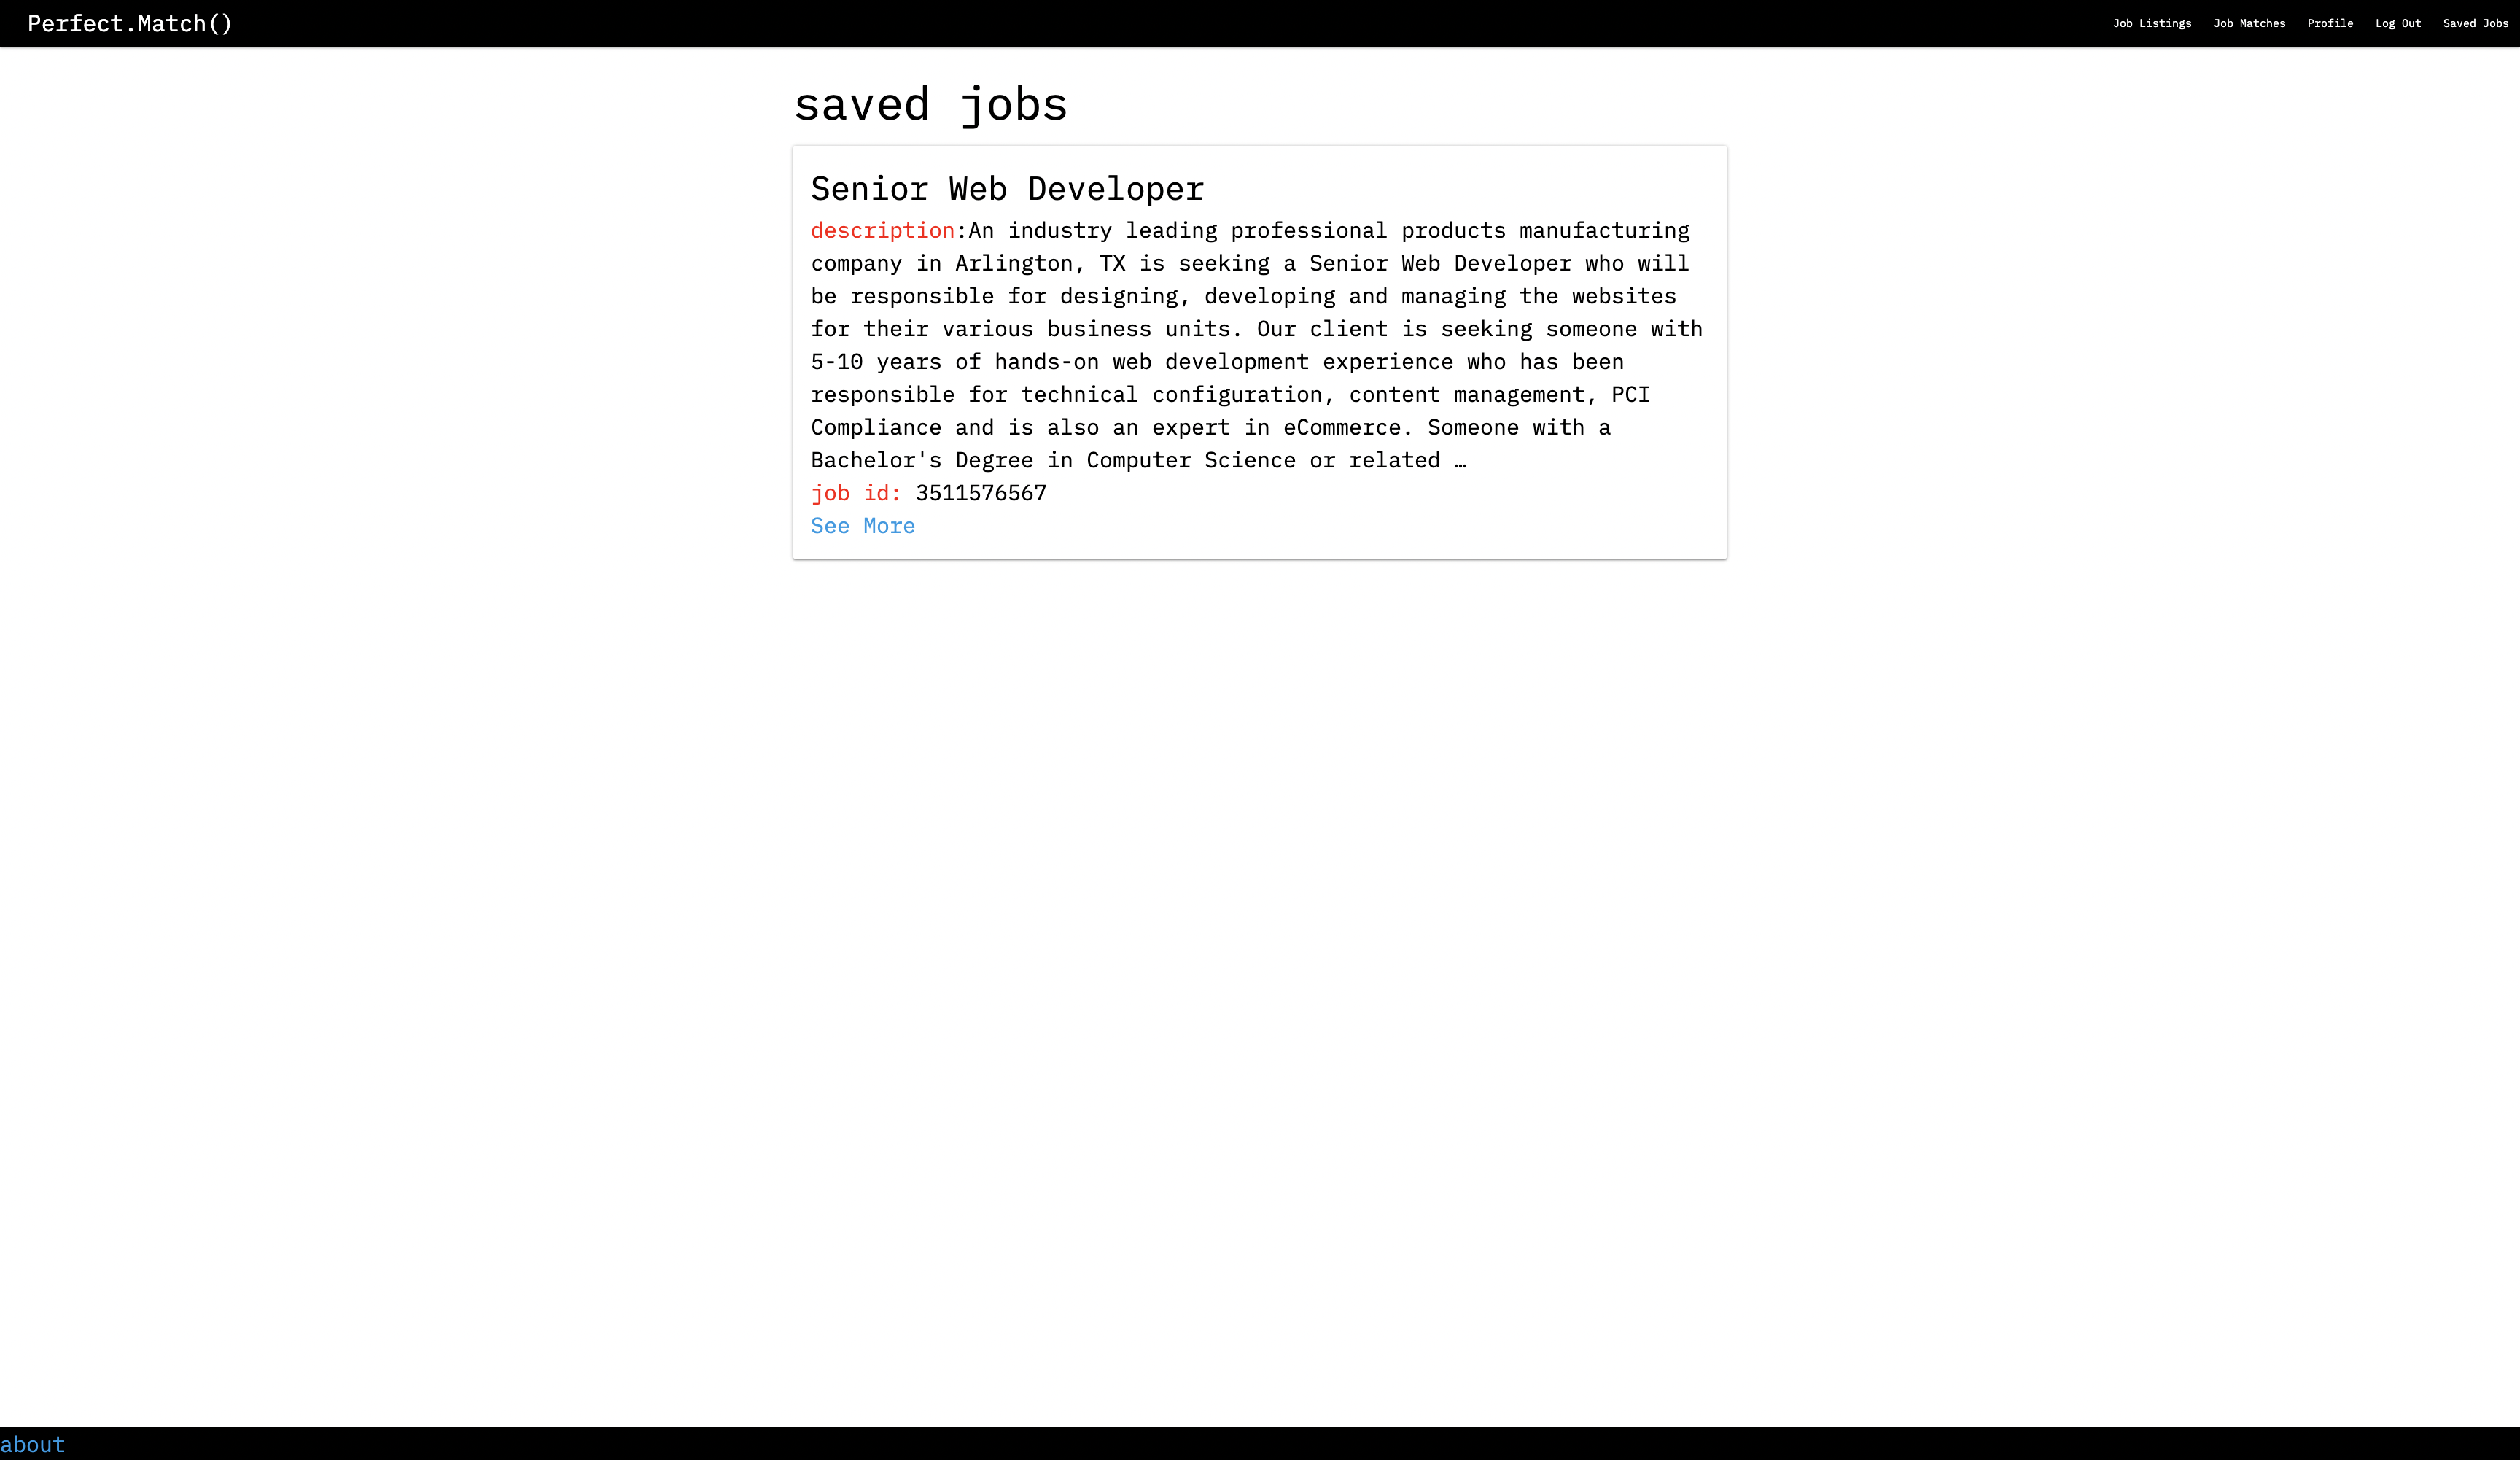 Perfect.Match()
Job Listings Job Matches Profile Log Out Saved Jobs
saved jobs
Senior Web Developer
description:An industry leading professional products manufacturing
company in Arlington, TX is seeking a Senior Web Developer who will
be responsible for designing, developing and managing the websites
for their various business units. Our client is seeking someone with
5-10 years of hands-on web development experience who has been
responsible for technical configuration, content management, PCI
Compliance and is also an expert in eCommerce. Someone with a
Bachelor's Degree in Computer Science or related …
job id: 3511576567
See More
about